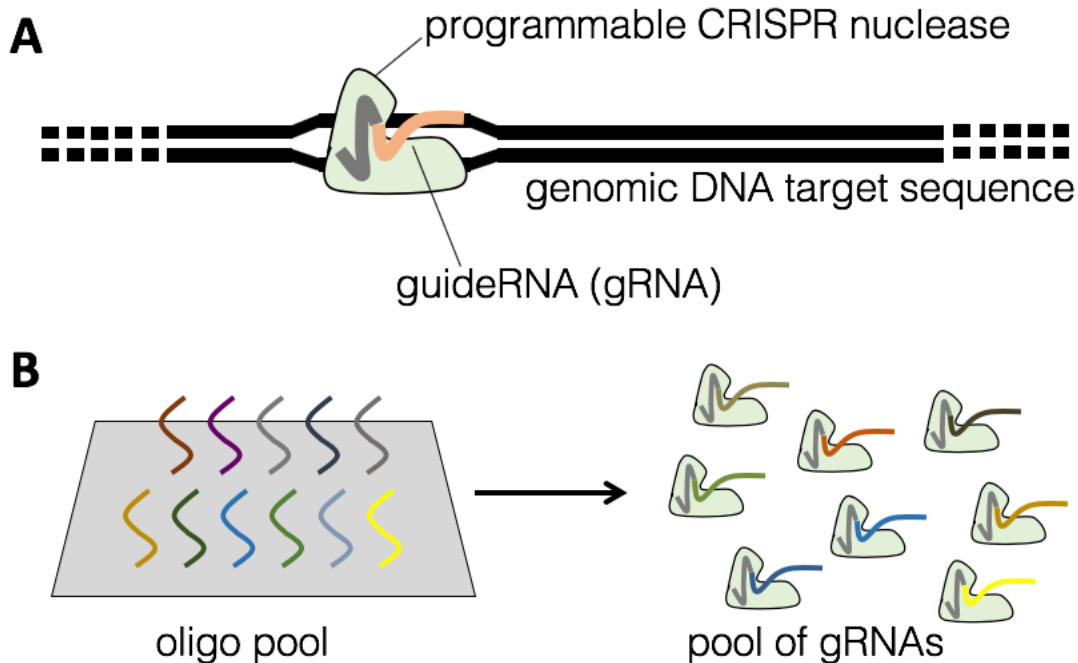 A
programmable CRISPR nuclease
genomic DNA target sequence
guideRNA (gRNA)
B
oligo pool
pool of gRNAs